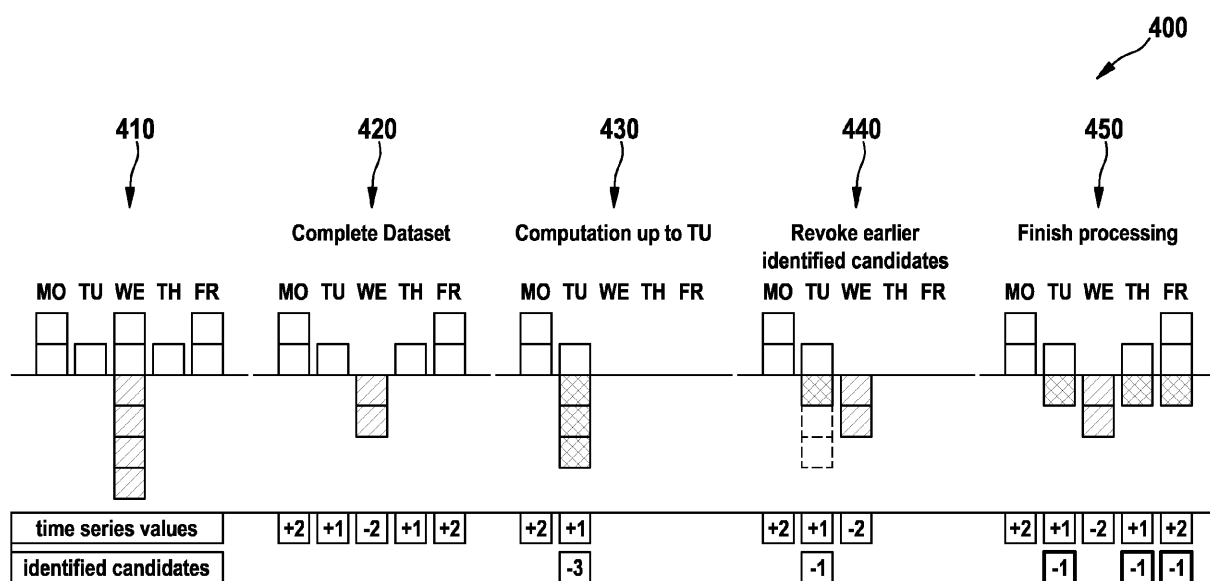 400
410 420 430 440 450
Complete Dataset Computation up to TU Revoke earlier Finish processing
identified candidates
MO TU WE TH FR MO TU WE TH FR MO TU WE TH FR MO TU WE TH FR MO TU WE TH FR
time series values +2 +1 -2 +1 +2 +2 +1 +2 +1 -2 +2 +1 -2 +1 +2
identified candidates -3 -1 -1 -1 -1